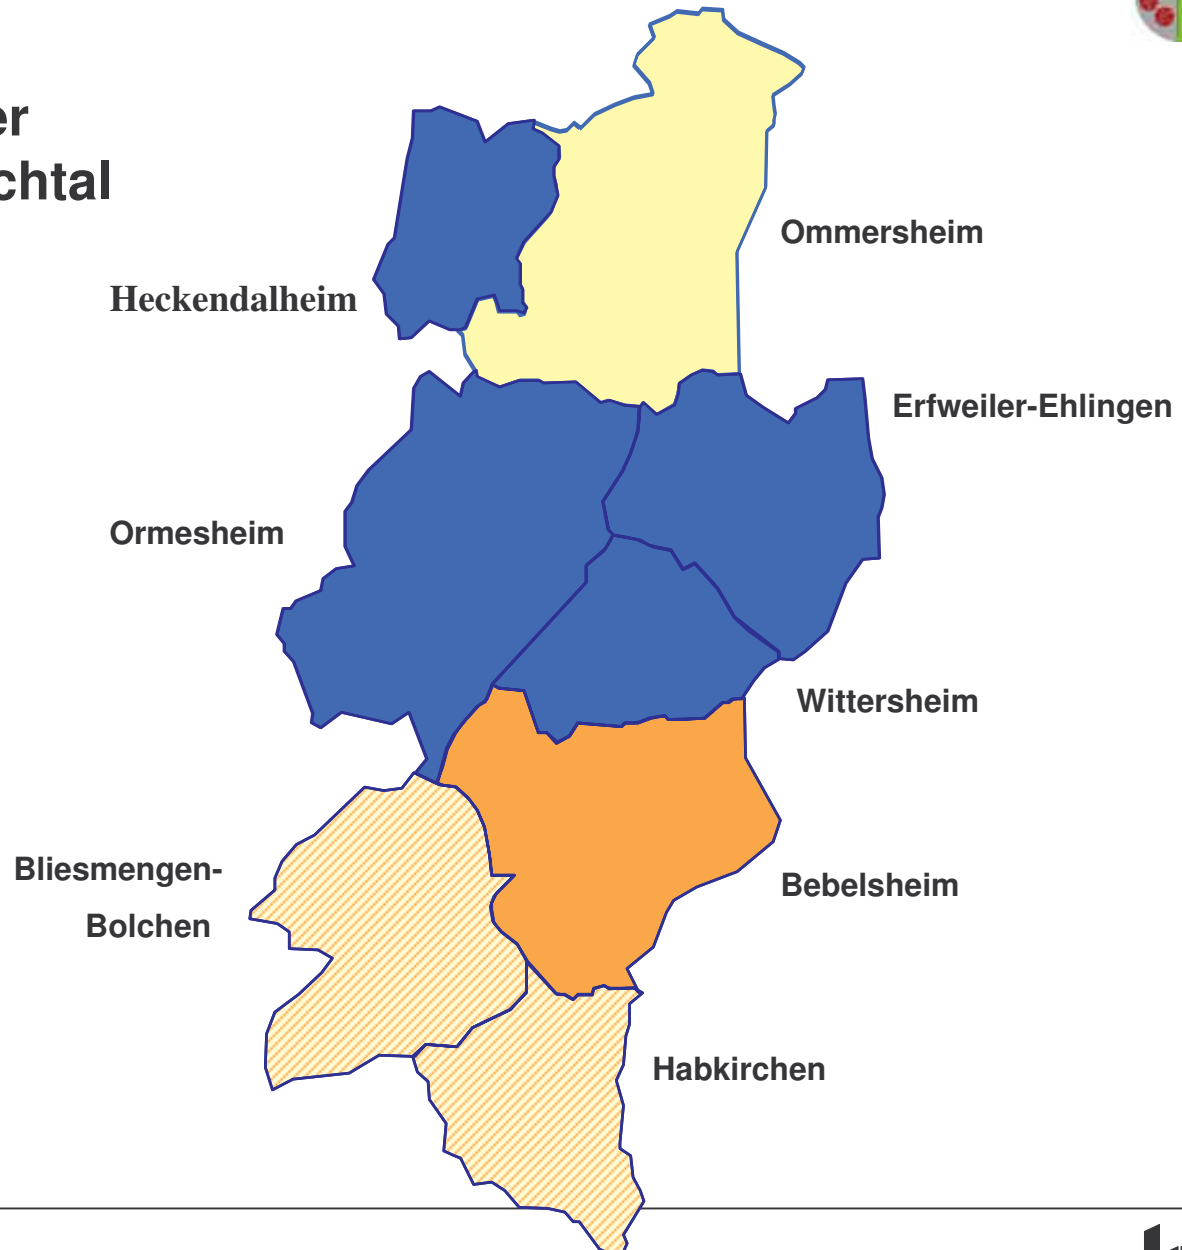 er
chtal
Ommersheim
Heckendalheim
Erfweiler-Ehlingen
Ormesheim
Wittersheim
Bliesmengen-
Bolchen
Bebelsheim
Habkirchen